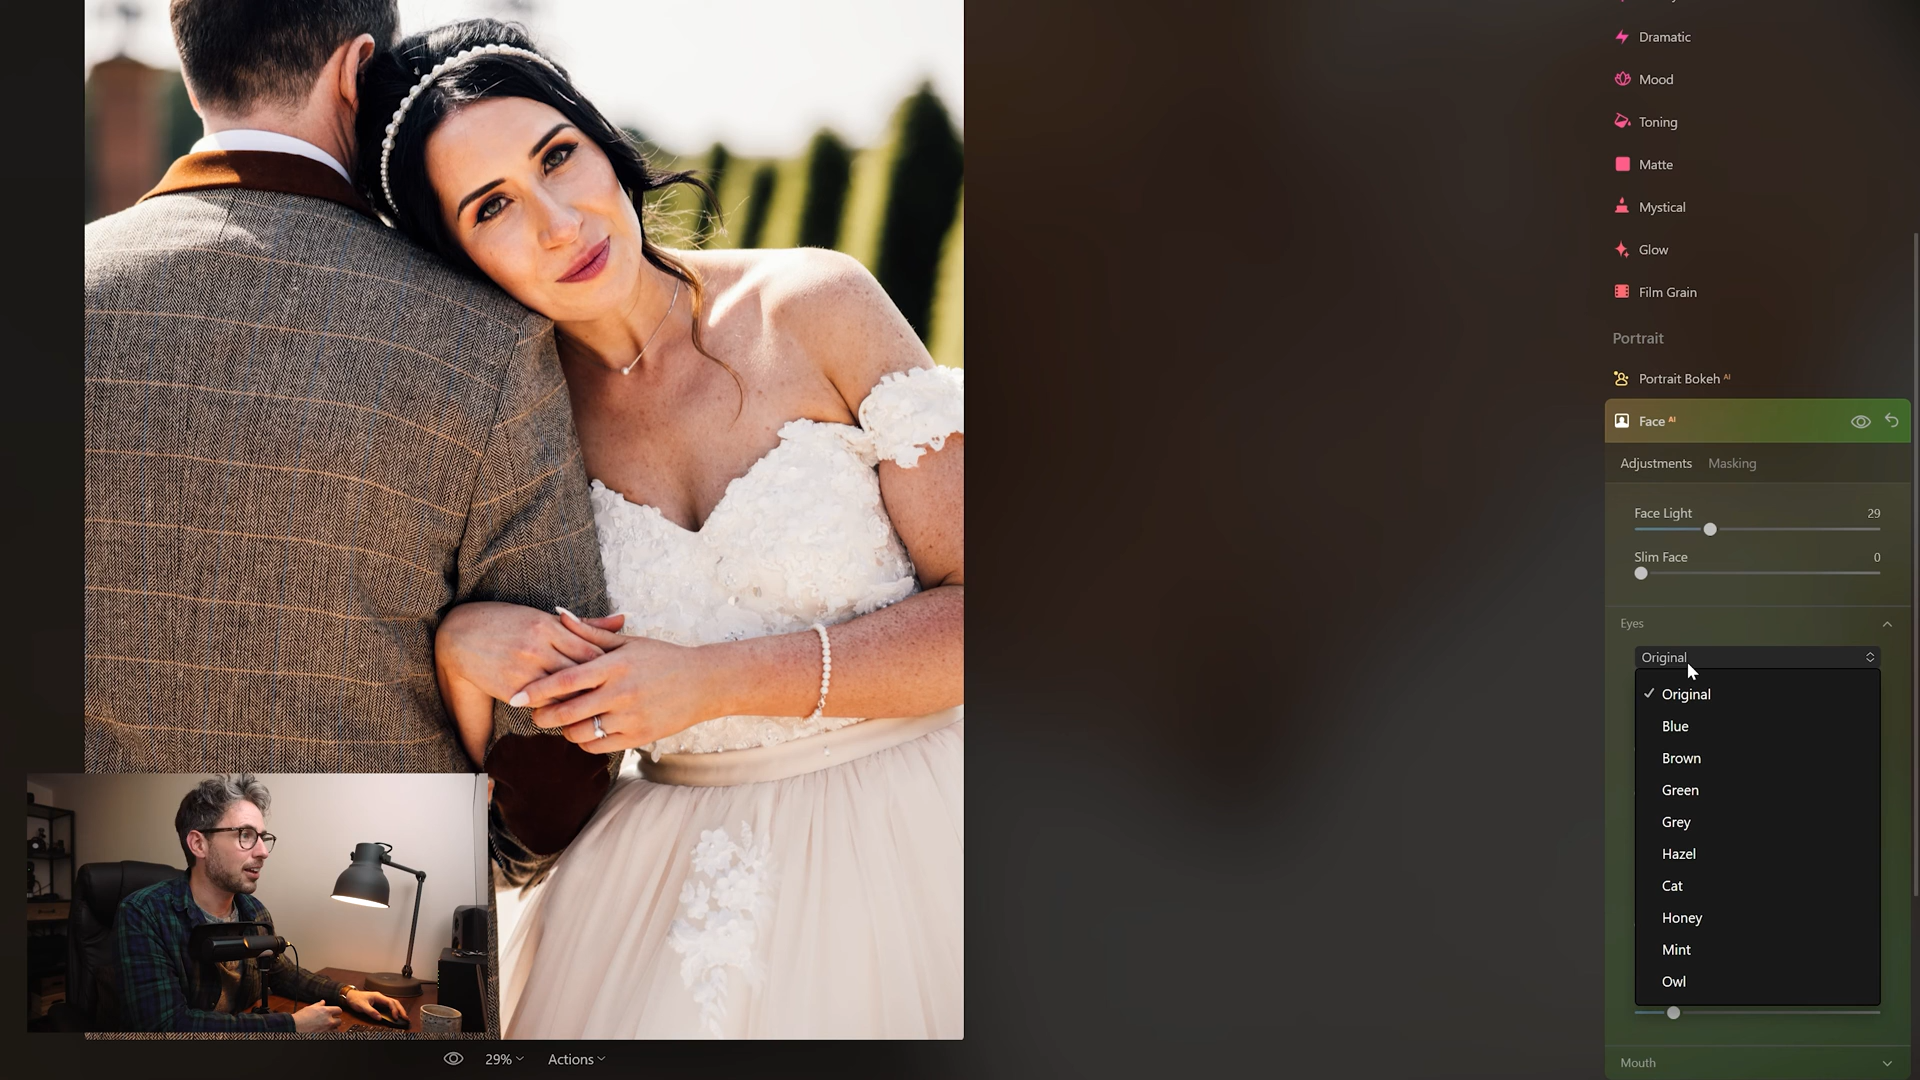 Dramatic
Mood
Toning
Matte
Mystical
Glow
Film Grain
Portrait
Portrait Bokeh AI
Face AI
Adjustments Masking
Face Light 29
Slim Face 0
Eyes
Original
Original
Blue
Brown
Green
Grey
Hazel
Cat
Honey
Mint
Owl
Mouth
29% Actions